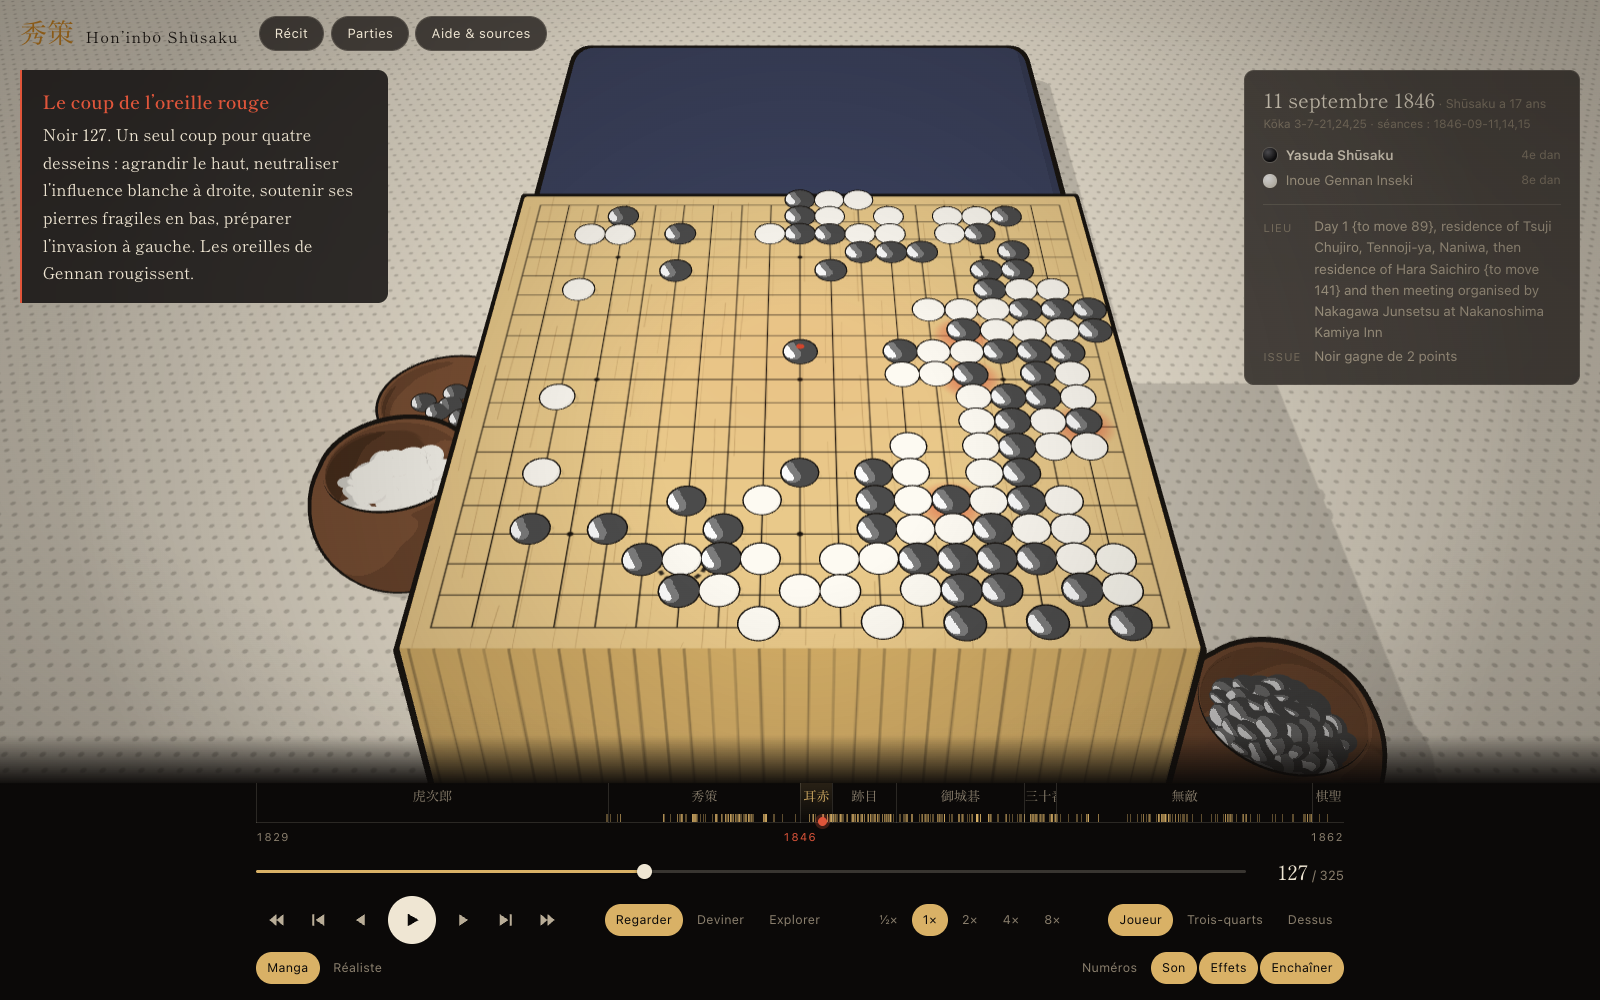 秀策 Hon'inbō Shūsaku
Récit
Parties
Aide & sources
Le coup de l'oreille rouge
Noir 127. Un seul coup pour quatre
desseins : agrandir le haut, neutraliser
l'influence blanche à droite, soutenir ses
pierres fragiles en bas, préparer
l'invasion à gauche. Les oreilles de
Gennan rougissent.
11 septembre 1846 · Shūsaku a 17 ans
Kōka 3-7-21,24,25 · séances : 1846-09-11,14,15
Yasuda Shūsaku 4e dan
Inoue Gennan Inseki 8e dan
LIEU Day 1 {to move 89}, residence of Tsuji
Chujiro, Tennoji-ya, Naniwa, then
residence of Hara Saichiro {to move
141} and then meeting organised by
Nakagawa Junsetsu at Nakanoshima
Kamiya Inn
ISSUE Noir gagne de 2 points
虎次郎 秀策 耳赤 跡目 御城碁 三十 無敵 棋聖
1829 1846 1862
127 / 325
Regarder Deviner Explorer ½× 1× 2× 4× 8× Joueur Trois-quarts Dessus
Manga Réaliste Numéros Son Effets Enchaîner